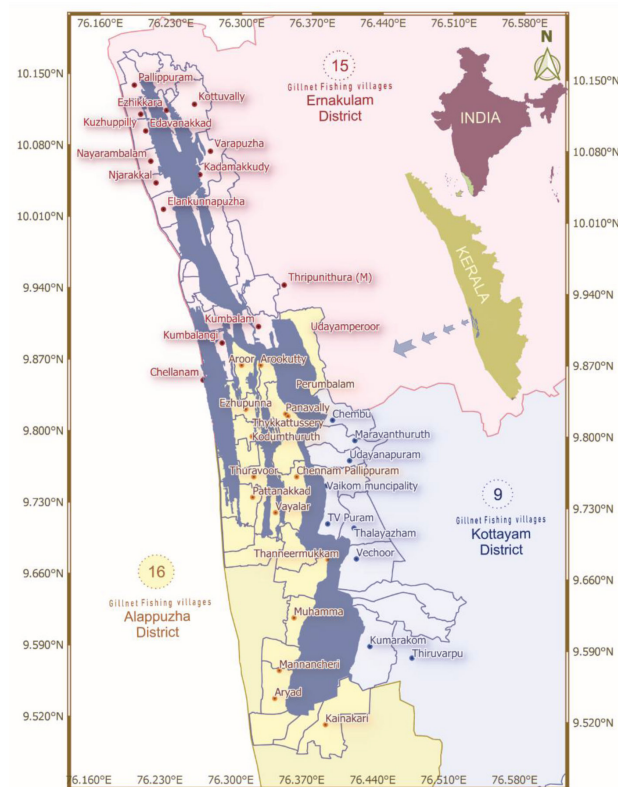 76.160°E 76.230°E 76.300°E 76.370°E 76.440°E 76.510°E 76.580°E
N
10.150°N
10.150°N
15
Gillnet Fishing villages
Ernakulam
District
INDIA
KERALA
Pallippuram
Ezhikkara
Kottuvally
Kuzhuppilly
Edavanakkad
10.080°N
10.080°N
Varapuzha
Nayarambalam
Kadamakkudy
Njarakkal
Elankunnapuzha
10.010°N
10.010°N
Thripunithura (M)
9.940°N
9.940°N
Kumbalam
Udayamperoor
Kumbalangi
9.870°N
9.870°N
Aroor
Arookutty
Chellanam
Perumbalam
Ezhupunna
Panavally
Chembu
Thykkattussery
9.800°N
9.800°N
Kodumthuruth
Maravanthuruth
Udayanapuram
Thuravoor
Chennam Pallippuram
Vaikom muncipality
Pattanakkad
9
Gillnet Fishing villages
Kottayam
District
9.730°N
9.730°N
Vayalar
TV Puram
Thalayazham
Thanneermukkam
Vechoor
9.660°N
9.660°N
16
Gillnet Fishing villages
Alappuzha
District
Muhamma
9.590°N
9.590°N
Kumarakom
Thiruvarpu
Mannancheri
Aryad
9.520°N
9.520°N
Kainakari
76.160°E 76.230°E 76.300°E 76.370°E 76.440°E 76.510°E 76.580°E